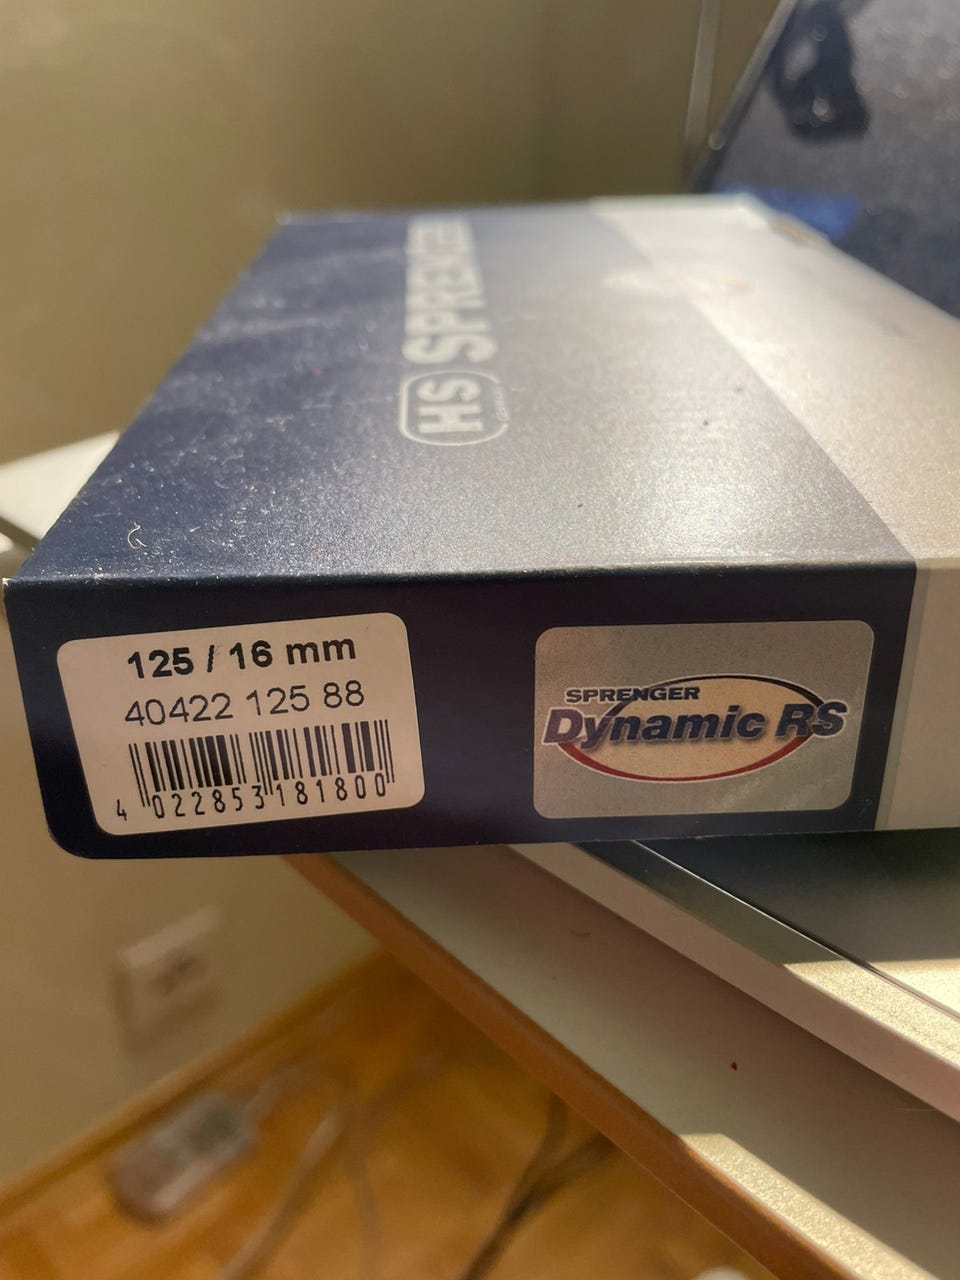 HS SPRENGER
125 / 16 mm
40422 125 88
4 022853 181800
SPRENGER
Dynamic RS